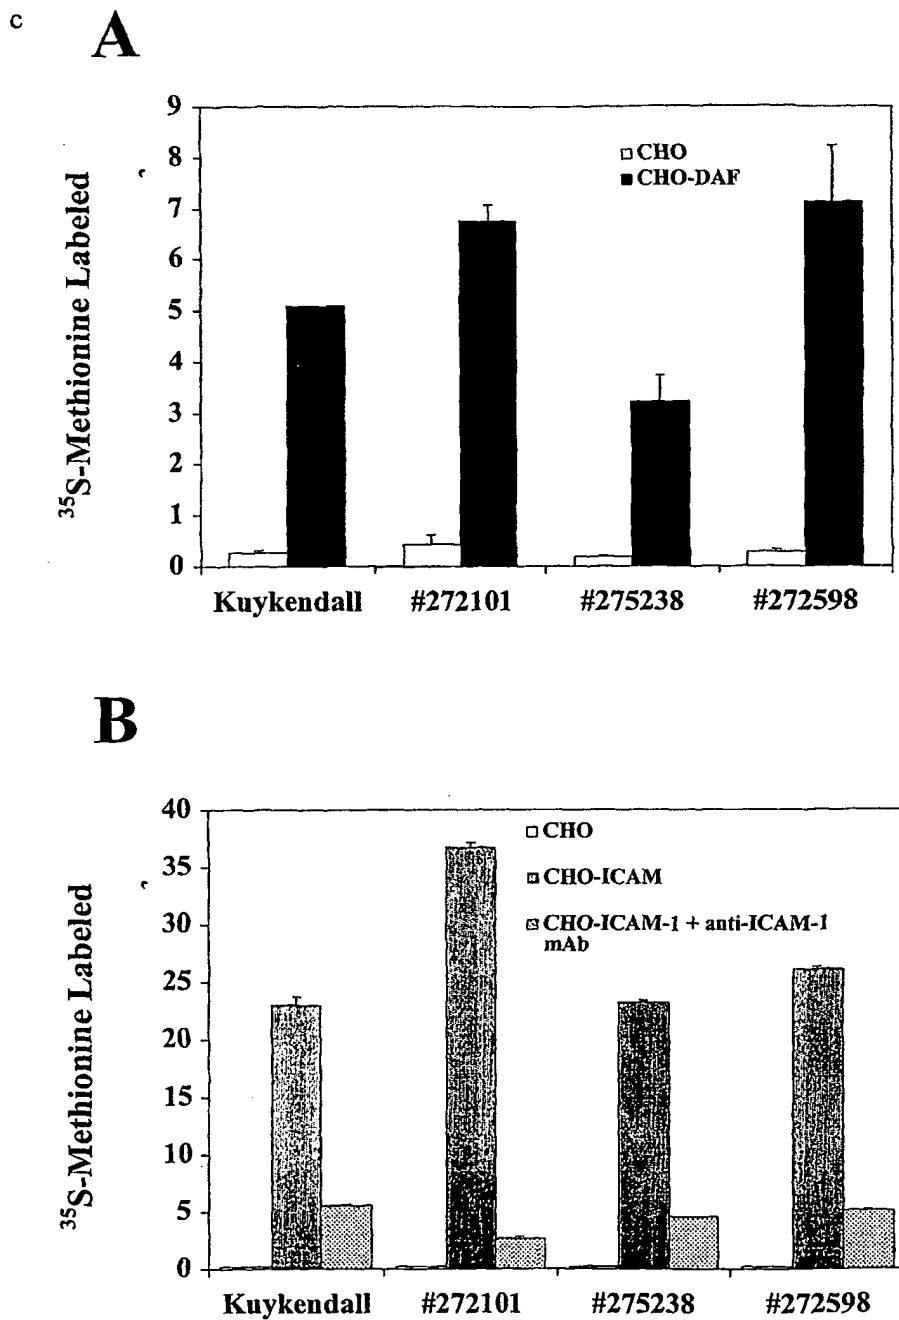 c
A
9
8
7
6
5
4
3
2
1
0
³⁵S-Methionine Labeled
CHO
CHO-DAF
Kuykendall #272101 #275238 #272598
B
40
35
30
25
20
15
10
5
0
³⁵S-Methionine Labeled
CHO
CHO-ICAM
CHO-ICAM-1 + anti-ICAM-1
mAb
Kuykendall #272101 #275238 #272598